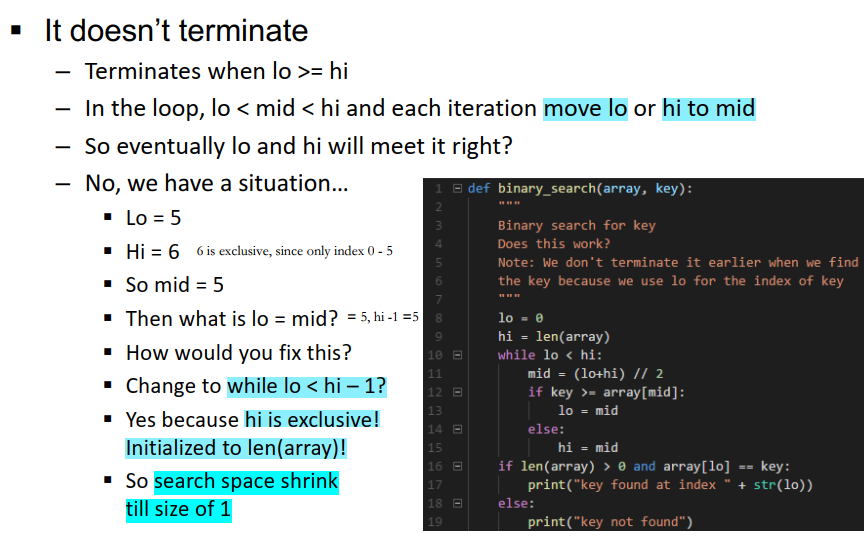 ▪ It doesn’t terminate
– Terminates when lo >= hi
– In the loop, lo < mid < hi and each iteration move lo or hi to mid
– So eventually lo and hi will meet it right?
– No, we have a situation…
▪ Lo = 5
▪ Hi = 6 6 is exclusive, since only index 0 - 5
▪ So mid = 5
▪ Then what is lo = mid? = 5, hi -1 =5
▪ How would you fix this?
▪ Change to while lo < hi – 1?
▪ Yes because hi is exclusive!
Initialized to len(array)!
▪ So search space shrink
till size of 1
1 def binary_search(array, key):
2 """
3 Binary search for key
4 Does this work?
5 Note: We don't terminate it earlier when we find
6 the key because we use lo for the index of key
7 """
8 lo = 0
9 hi = len(array)
10 while lo < hi:
11 mid = (lo+hi) // 2
12 if key >= array[mid]:
13 lo = mid
14 else:
15 hi = mid
16 if len(array) > 0 and array[lo] == key:
17 print("key found at index " + str(lo))
18 else:
19 print("key not found")